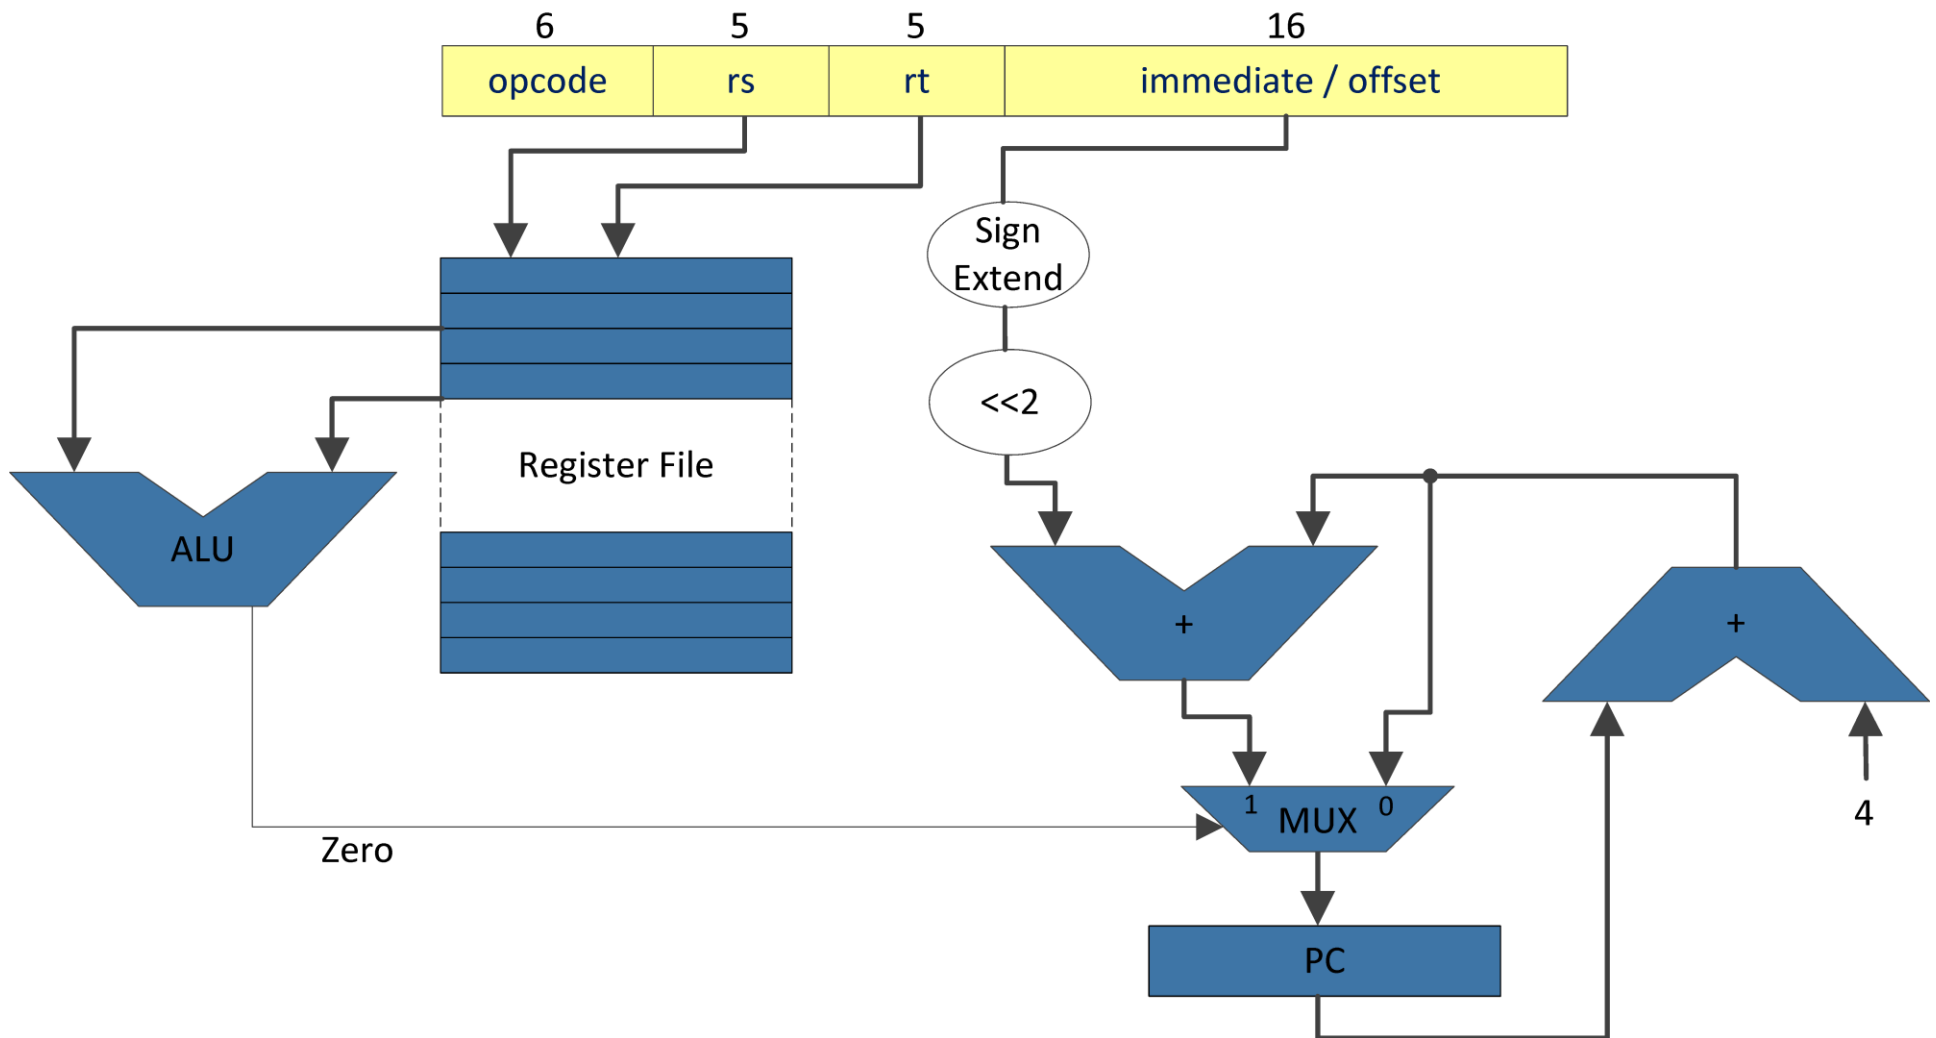 6 5 5 16
opcode rs rt immediate / offset
Sign
Extend
<<2
Register File
ALU
+
+
1 MUX 0
4
Zero
PC